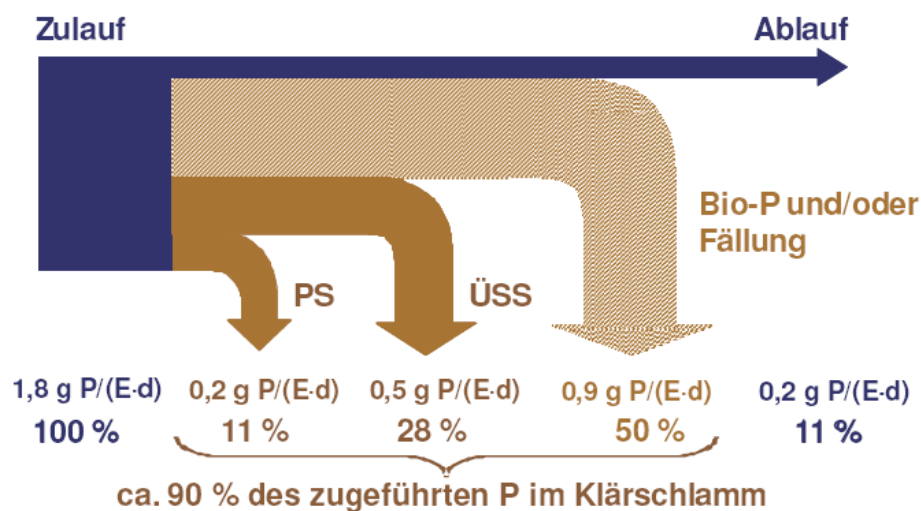 Zulauf
Ablauf
Bio-P und/oder
Fällung
PS
ÜSS
1,8 g P/(E·d)
0,2 g P/(E·d)
0,5 g P/(E·d)
0,9 g P/(E·d)
0,2 g P/(E·d)
100 %
11 %
28 %
50 %
11 %
ca. 90 % des zugeführten P im Klärschlamm